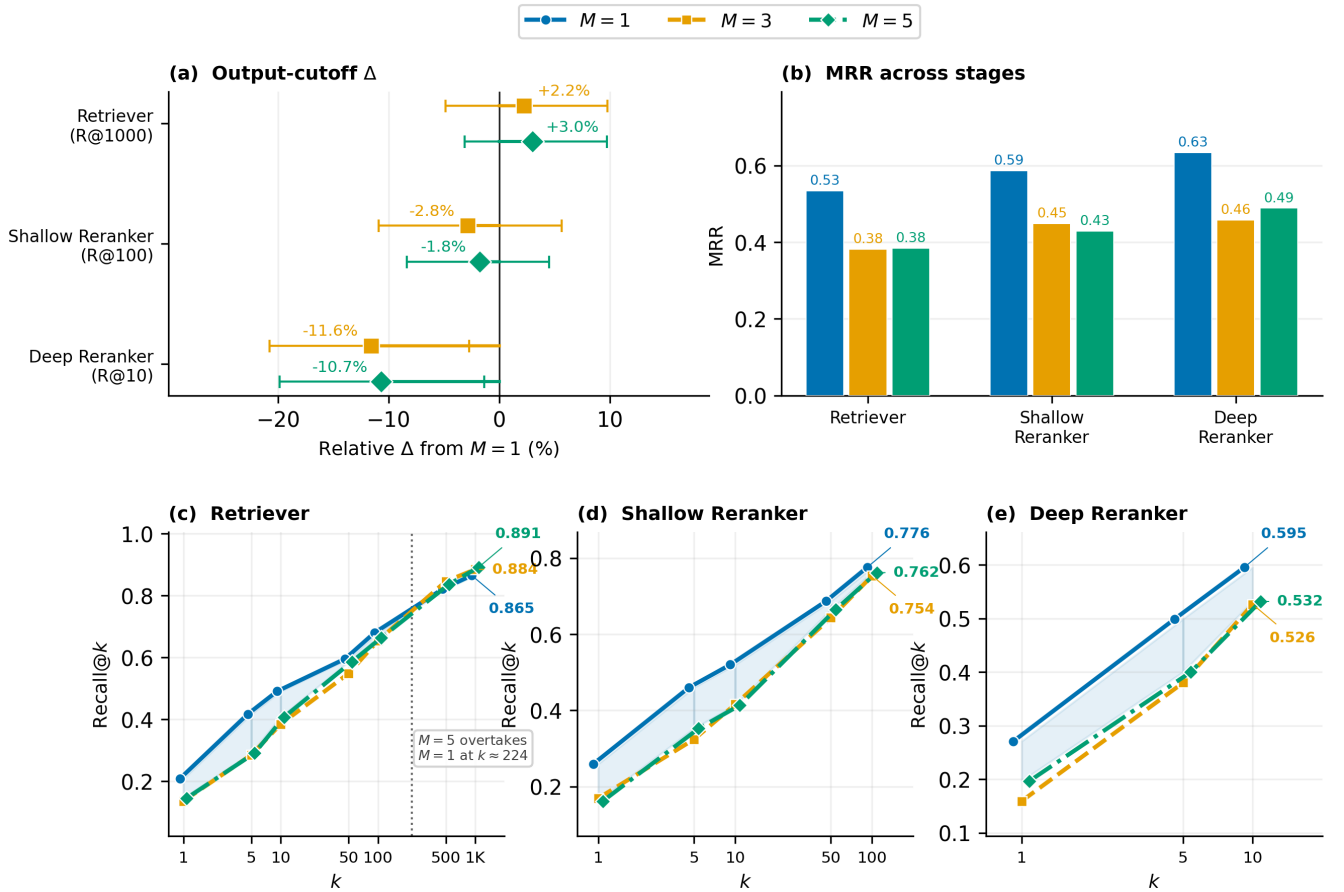 M = 1   M = 3   M = 5
(a) Output-cutoff Δ
Retriever
(R@1000)
Shallow Reranker
(R@100)
Deep Reranker
(R@10)
+2.2%
+3.0%
-2.8%
-1.8%
-11.6%
-10.7%
−20 −10 0 10
Relative Δ from M = 1 (%)
(b) MRR across stages
MRR
0.6
0.4
0.2
0.0
0.53 0.38 0.38
0.59 0.45 0.43
0.63 0.46 0.49
Retriever
Shallow
Reranker
Deep
Reranker
(c) Retriever
Recall@k
1.0
0.8
0.6
0.4
0.2
0.891
0.884
0.865
M = 5 overtakes
M = 1 at k ≈ 224
1 5 10 50 100 500 1K
k
(d) Shallow Reranker
Recall@k
0.8
0.6
0.4
0.2
0.776
0.762
0.754
1 5 10 50 100
k
(e) Deep Reranker
Recall@k
0.6
0.5
0.4
0.3
0.2
0.1
0.595
0.532
0.526
1 5 10
k